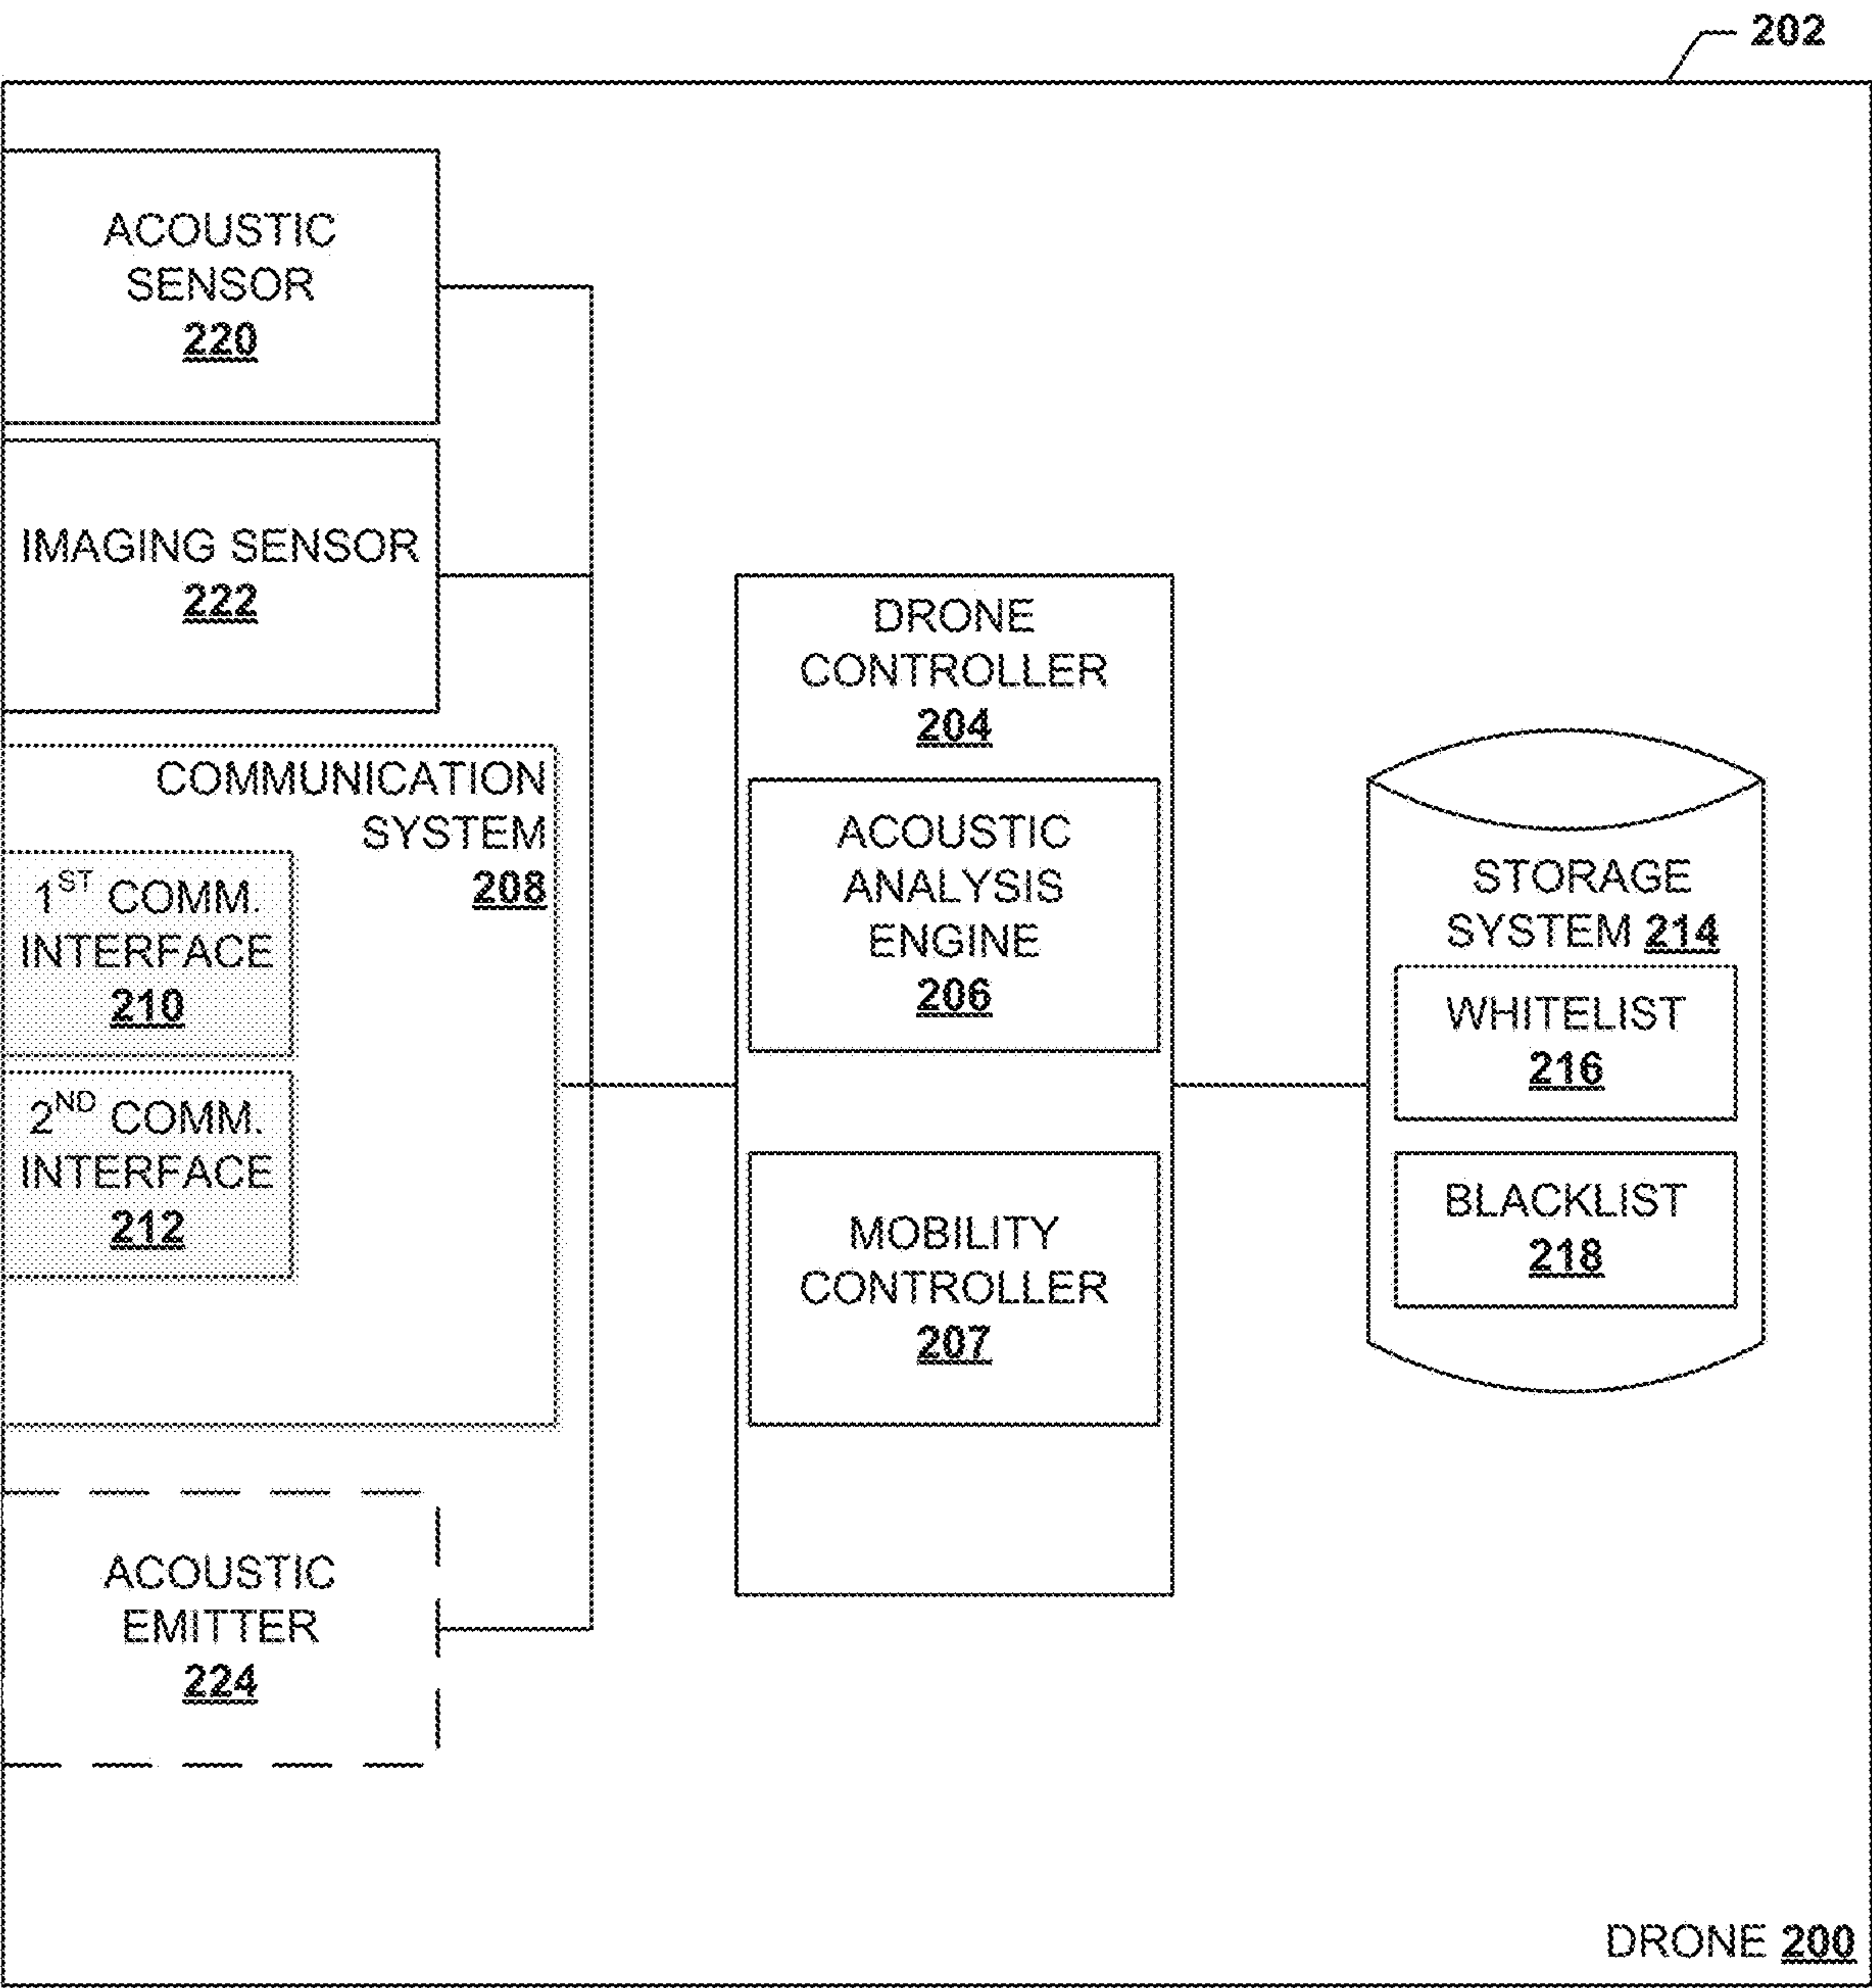 202
ACOUSTIC
SENSOR
220
IMAGING SENSOR
222
COMMUNICATION
SYSTEM
208
1ST COMM.
INTERFACE
210
2ND COMM.
INTERFACE
212
ACOUSTIC
EMITTER
224
DRONE
CONTROLLER
204
ACOUSTIC
ANALYSIS
ENGINE
206
MOBILITY
CONTROLLER
207
STORAGE
SYSTEM 214
WHITELIST
216
BLACKLIST
218
DRONE 200